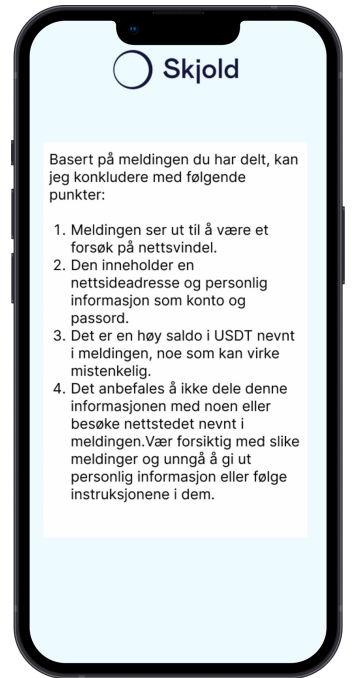 Skjold
Basert på meldingen du har delt, kan
jeg konkludere med følgende
punkter:
1. Meldingen ser ut til å være et
forsøk på nettsvindel.
2. Den inneholder en
nettsideadresse og personlig
informasjon som konto og
passord.
3. Det er en høy saldo i USDT nevnt
i meldingen, noe som kan virke
mistenkelig.
4. Det anbefales å ikke dele denne
informasjonen med noen eller
besøke nettstedet nevnt i
meldingen.Vær forsiktig med slike
meldinger og unngå å gi ut
personlig informasjon eller følge
instruksjonene i dem.